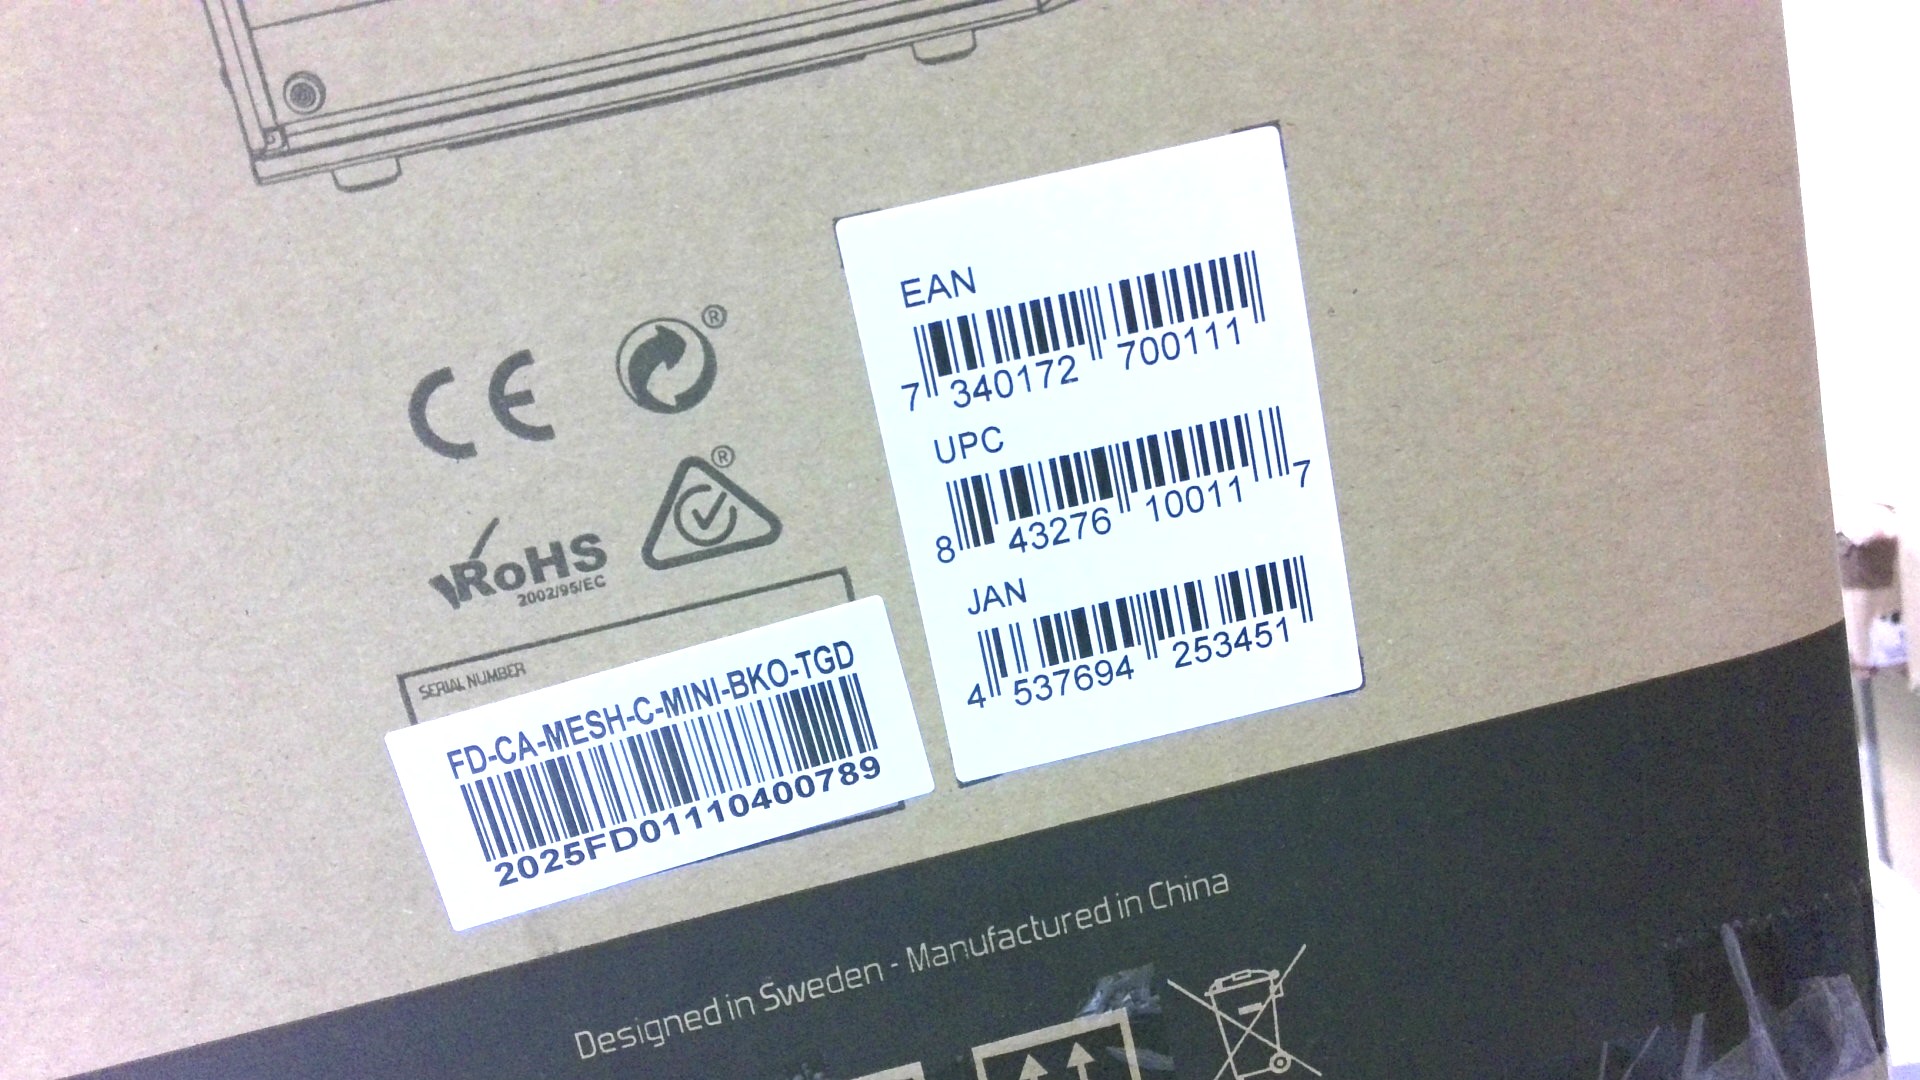 CE
®
®
RoHS
2002/95/EC
SERIAL NUMBER
FD-CA-MESH-C-MINI-BKO-TGD
2025FD01110400789
EAN
7 340172 700111
UPC
8 43276 10011 7
JAN
4 537694 253451
Designed in Sweden - Manufactured in China